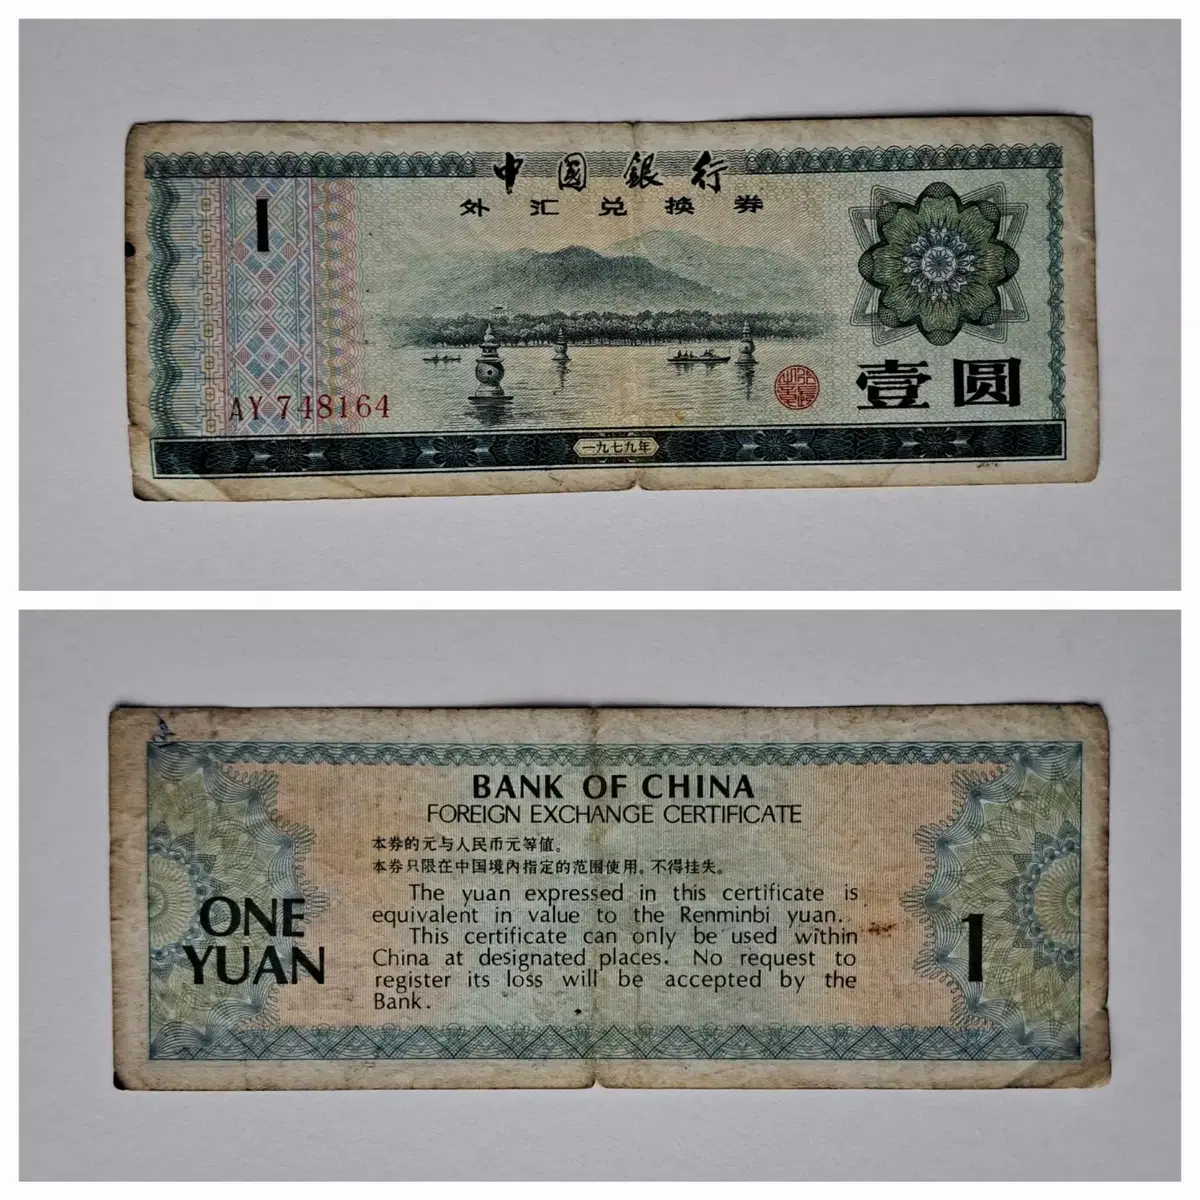 中國銀行
外汇兑换券
1
AY 748164
壹圆
一九七九年
BANK OF CHINA
FOREIGN EXCHANGE CERTIFICATE
本券的元与人民币元等值。
本券只限在中国境内指定的范围使用。不得挂失。
The yuan expressed in this certificate is
equivalent in value to the Renminbi yuan.
This certificate can only be used within
China at designated places. No request to
register its loss will be accepted by the
Bank.
ONE
YUAN
1